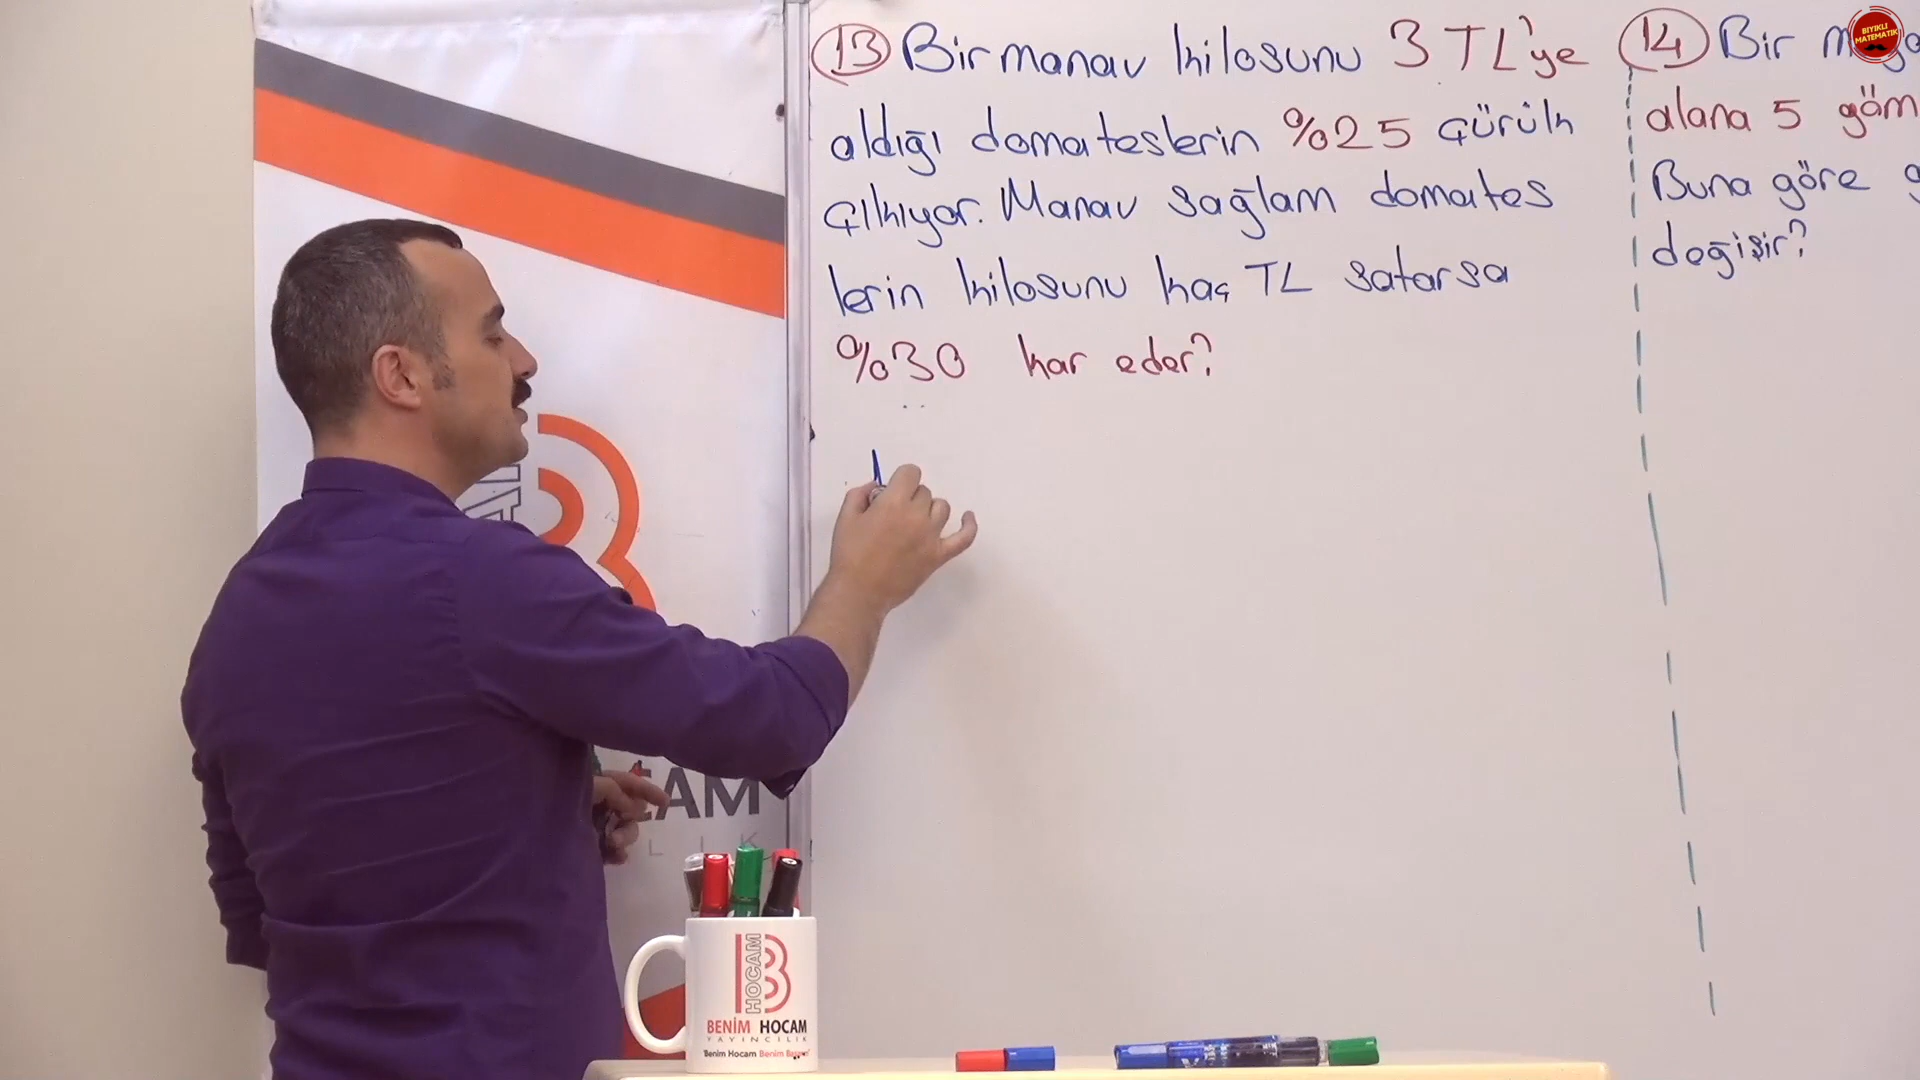 13 Bir manav kilosunu 3 TL'ye
aldığı domateslerin %25 çürük
çıkıyor. Manav sağlam domates
lerin kilosunu kaç TL satarsa
%30 kar eder?
14 Bir
alana 5 göm
Buna göre g
değişir?
BIYIKLI
MATEMATİK
CAM
L I K
HOCAM
BENİM HOCAM
YAYINCILIK
Benim Hocam Benim